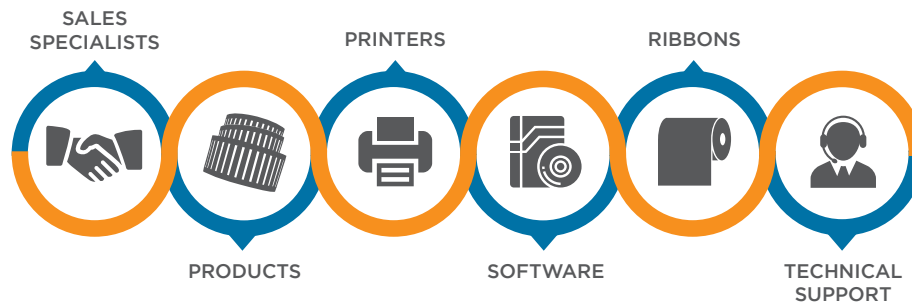 SALES
SPECIALISTS
PRINTERS
RIBBONS
PRODUCTS
SOFTWARE
TECHNICAL
SUPPORT